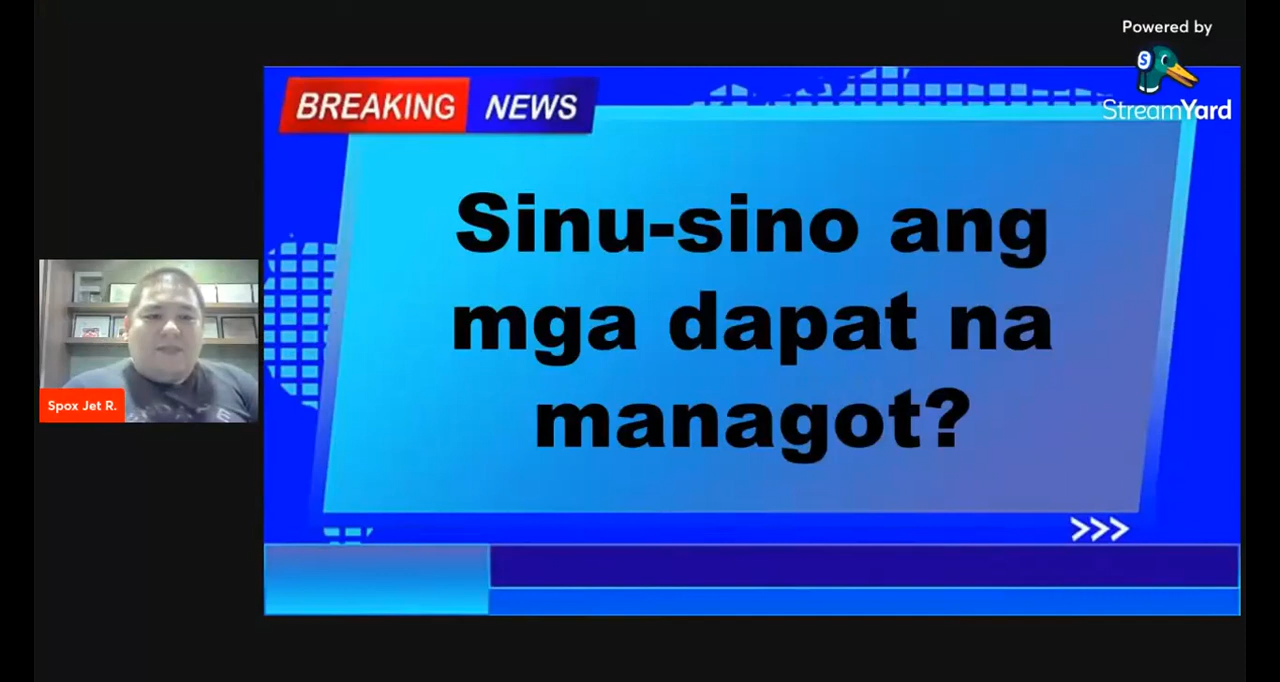 Powered by
StreamYard
BREAKING NEWS
Sinu-sino ang
mga dapat na
managot?
Spox Jet R.
>>>